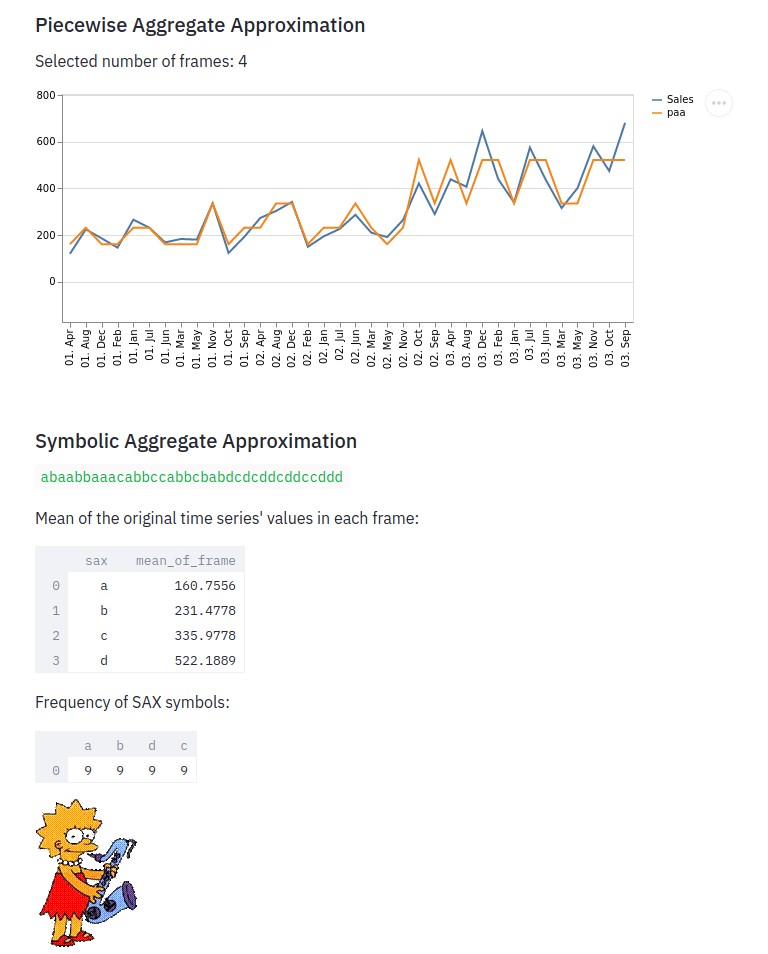 Piecewise Aggregate Approximation
Selected number of frames: 4
800
600
400
200
0
Sales
paa
01. Apr
01. Aug
01. Dec
01. Feb
01. Jan
01. Jul
01. Jun
01. Mar
01. May
01. Nov
01. Oct
01. Sep
02. Apr
02. Aug
02. Dec
02. Feb
02. Jan
02. Jul
02. Jun
02. Mar
02. May
02. Nov
02. Oct
02. Sep
03. Apr
03. Aug
03. Dec
03. Feb
03. Jan
03. Jul
03. Jun
03. Mar
03. May
03. Nov
03. Oct
03. Sep
Symbolic Aggregate Approximation
abaabbaaacabbccabbcbabdcdcddcddccddd
Mean of the original time series' values in each frame:
sax mean_of_frame
0 a 160.7556
1 b 231.4778
2 c 335.9778
3 d 522.1889
Frequency of SAX symbols:
a b d c
0 9 9 9 9